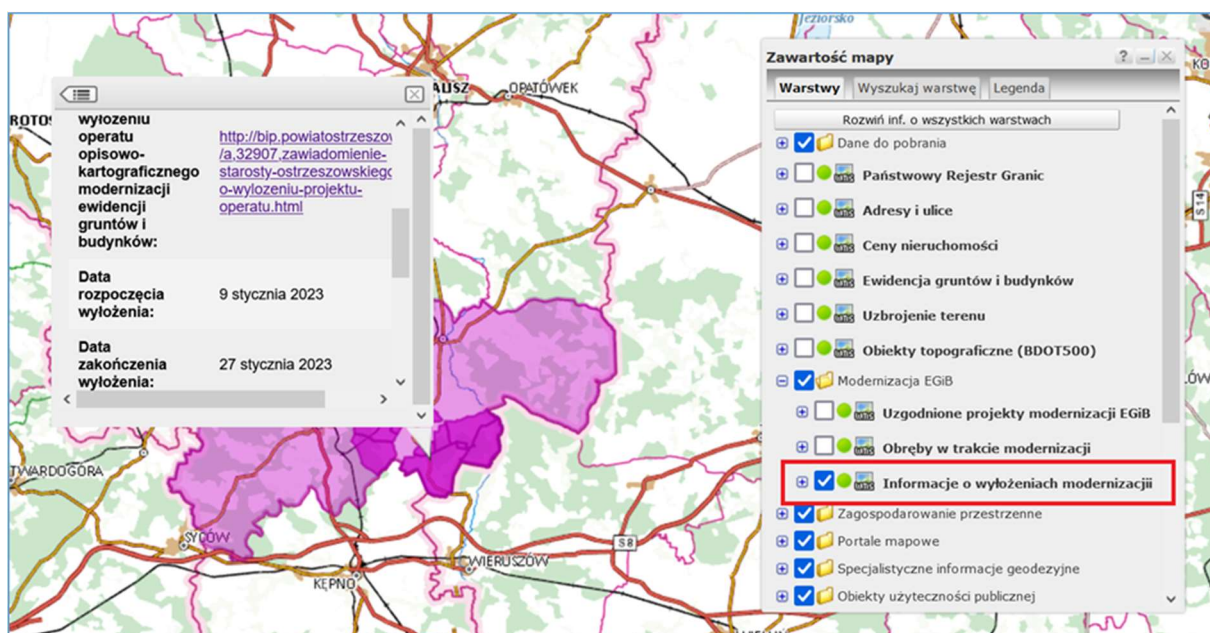 Jeziorsko
OPATÓWEK
wyłożeniu
operatu
opisowo-
kartograficznego
modernizacji
ewidencji
gruntów i
budynków:
http://bip.powiatostrzeszov
/a,32907,zawiadomienie-
starosty-ostrzeszowskiego
o-wylozeniu-projektu-
operatu.html
Data
rozpoczęcia
wyłożenia:
9 stycznia 2023
Data
zakończenia
wyłożenia:
27 stycznia 2023
TWARDOGÓRA
SYCÓW
KĘPNO
WIERUSZÓW
S8
S14
Zawartość mapy
Warstwy
Wyszukaj warstwę
Legenda
Rozwiń inf. o wszystkich warstwach
Dane do pobrania
Państwowy Rejestr Granic
Adresy i ulice
Ceny nieruchomości
Ewidencja gruntów i budynków
Uzbrojenie terenu
Obiekty topograficzne (BDOT500)
Modernizacja EGiB
Uzgodnione projekty modernizacji EGiB
Obręby w trakcie modernizacji
Informacje o wyłożeniach modernizacjii
Zagospodarowanie przestrzenne
Portale mapowe
Specjalistyczne informacje geodezyjne
Obiekty użyteczności publicznej